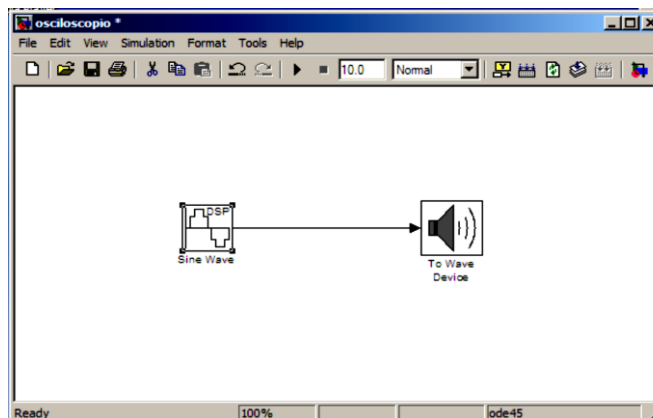 osciloscopio *
File Edit View Simulation Format Tools Help
10.0 Normal
DSP
Sine Wave
To Wave
Device
Ready 100% ode45